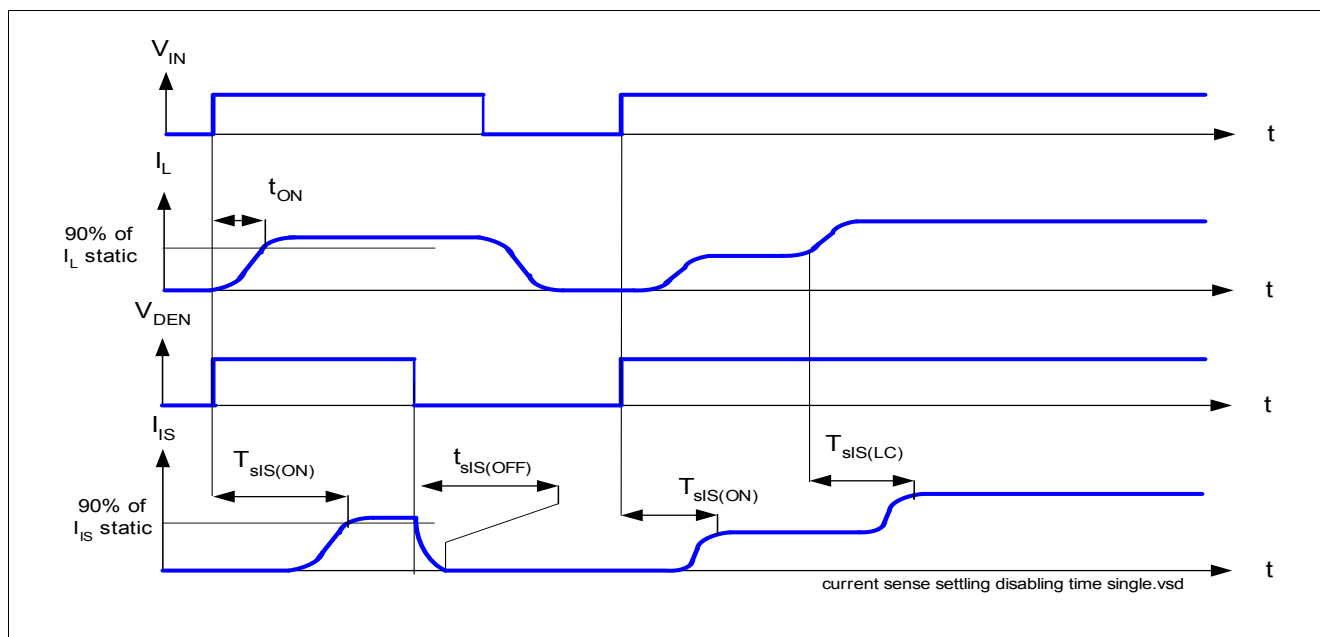 V_IN
t
I_L
t_ON
90% of
I_L static
t
V_DEN
t
I_IS
T_sIS(ON)
t_sIS(OFF)
T_sIS(LC)
T_sIS(ON)
90% of
I_IS static
t
current sense settling disabling time single.vsd